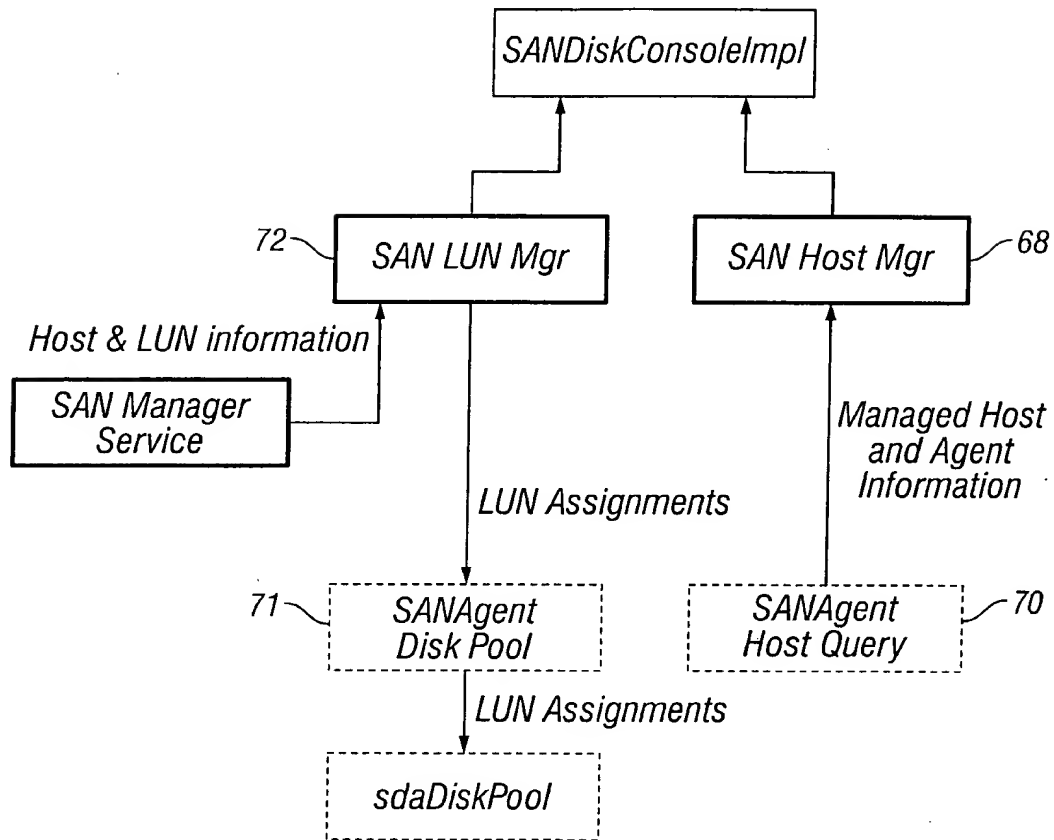 SANDiskConsoleImpl
72
SAN LUN Mgr
SAN Host Mgr
68
Host & LUN information
SAN Manager
Service
Managed Host
and Agent
Information
LUN Assignments
71
SANAgent
Disk Pool
SANAgent
Host Query
70
LUN Assignments
sdaDiskPool